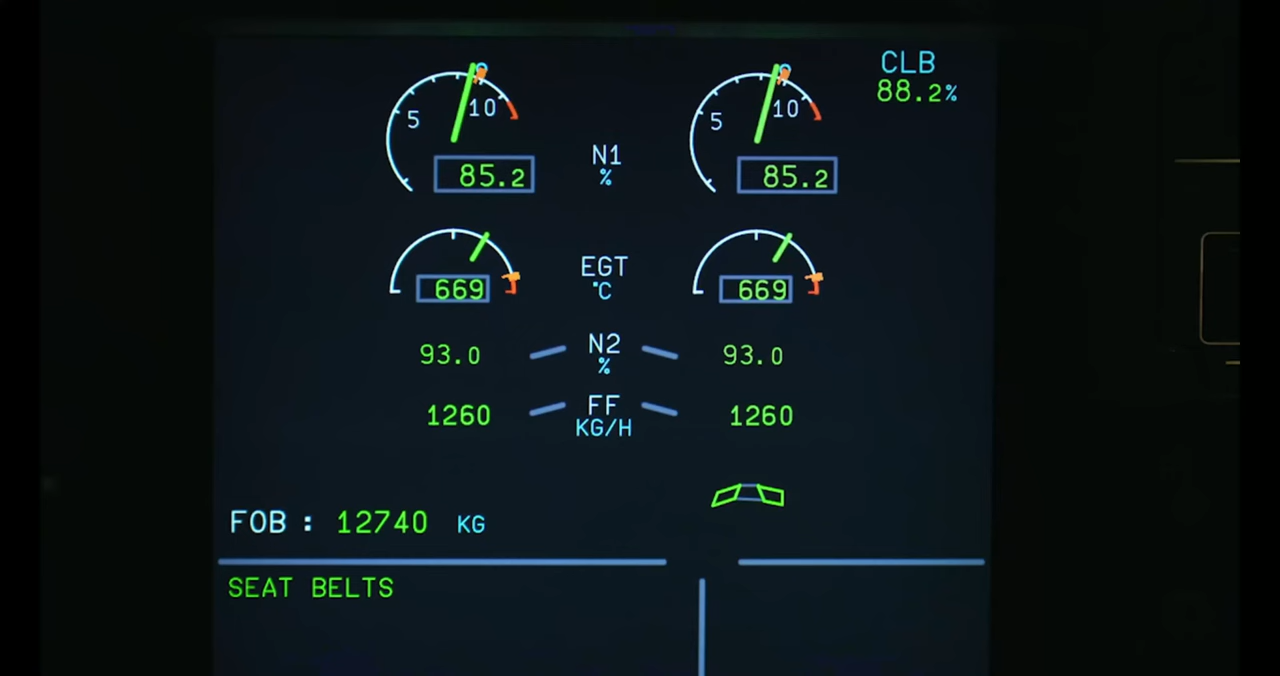 CLB
88.2%
5 10 5 10
85.2 N1 % 85.2
669 EGT °C 669
93.0 N2 % 93.0
1260 FF KG/H 1260
FOB : 12740 KG
SEAT BELTS